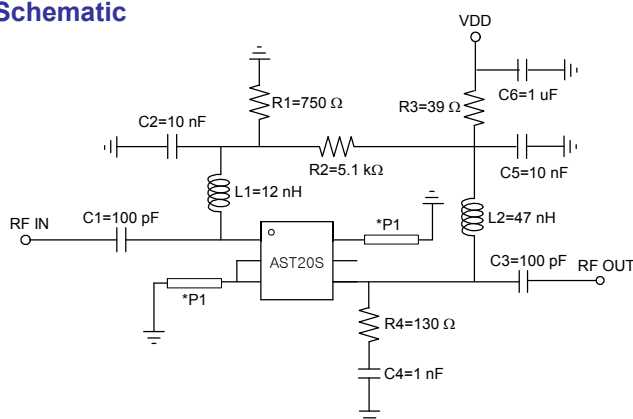 Schematic
VDD
R1=750 Ω
C6=1 uF
R3=39 Ω
C2=10 nF
R2=5.1 kΩ
C5=10 nF
L1=12 nH
L2=47 nH
RF IN
C1=100 pF
*P1
AST20S
C3=100 pF
RF OUT
*P1
R4=130 Ω
C4=1 nF